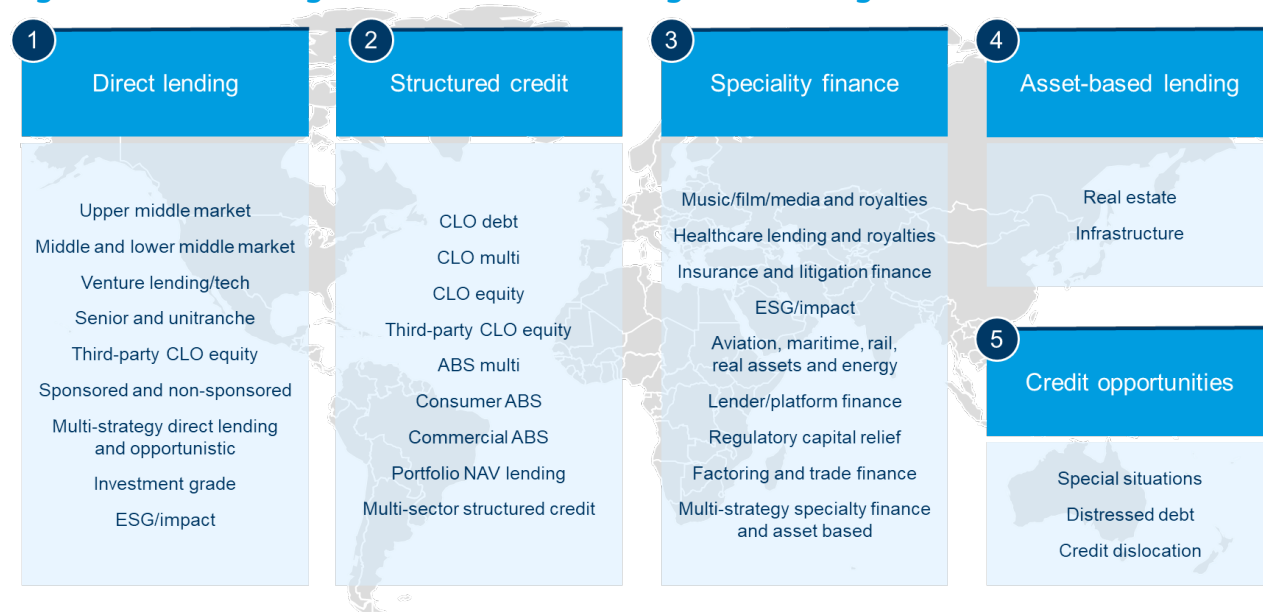 1
Direct lending
Upper middle market
Middle and lower middle market
Venture lending/tech
Senior and unitranche
Third-party CLO equity
Sponsored and non-sponsored
Multi-strategy direct lending
and opportunistic
Investment grade
ESG/impact
2
Structured credit
CLO debt
CLO multi
CLO equity
Third-party CLO equity
ABS multi
Consumer ABS
Commercial ABS
Portfolio NAV lending
Multi-sector structured credit
3
Speciality finance
Music/film/media and royalties
Healthcare lending and royalties
Insurance and litigation finance
ESG/impact
Aviation, maritime, rail,
real assets and energy
Lender/platform finance
Regulatory capital relief
Factoring and trade finance
Multi-strategy specialty finance
and asset based
4
Asset-based lending
Real estate
Infrastructure
5
Credit opportunities
Special situations
Distressed debt
Credit dislocation